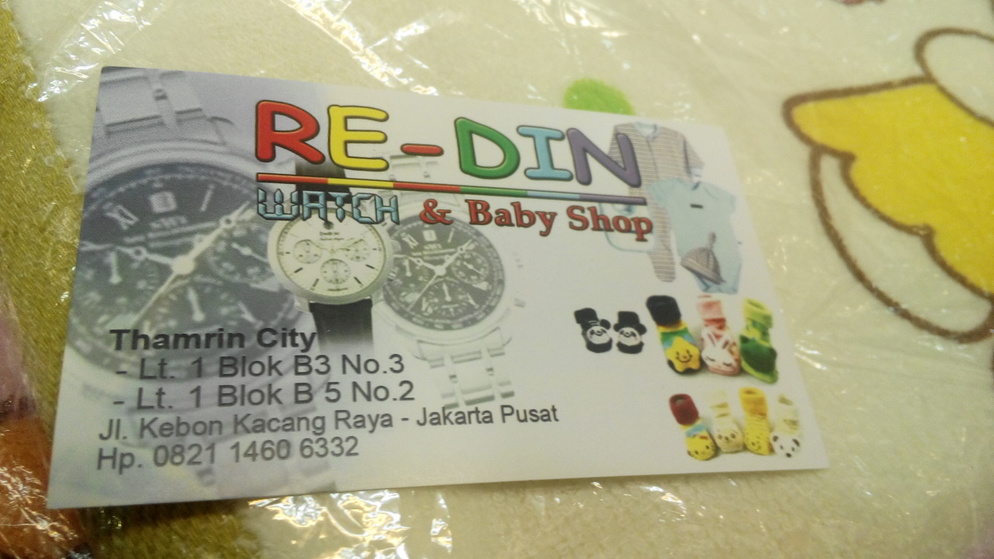 RE-DIN
WATCH & Baby Shop
Thamrin City
- Lt. 1 Blok B3 No.3
- Lt. 1 Blok B 5 No.2
Jl. Kebon Kacang Raya - Jakarta Pusat
Hp. 0821 1460 6332